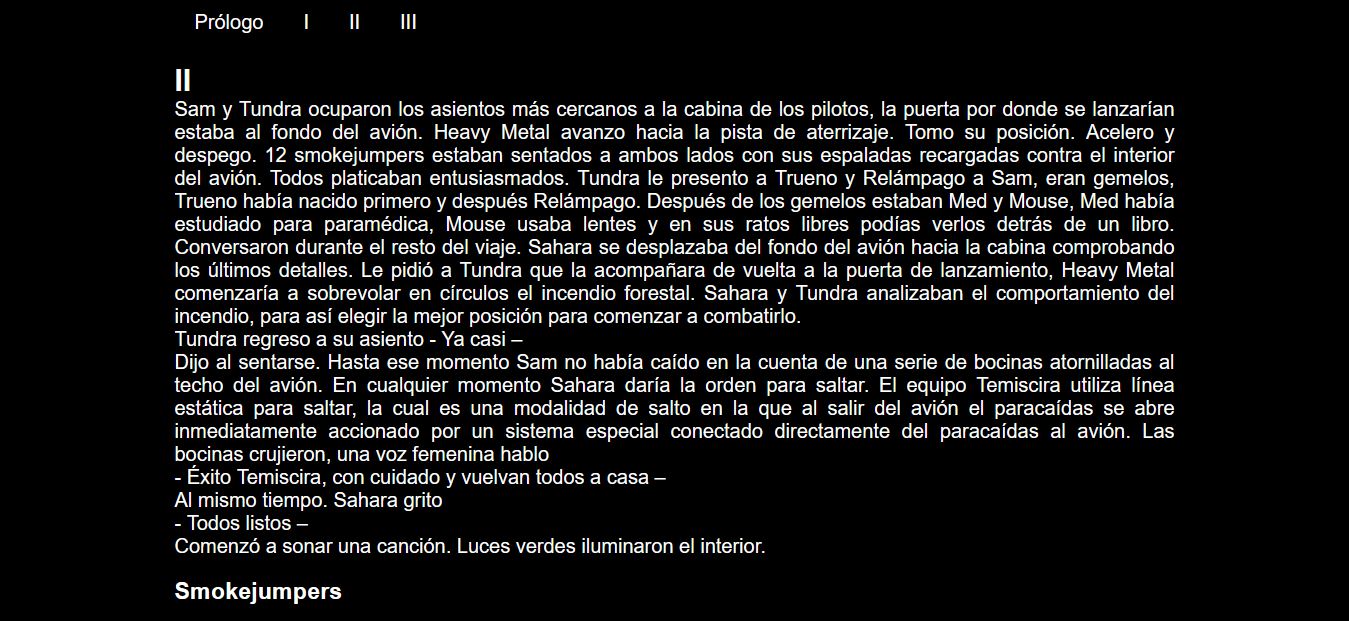 Prólogo I II III
II
Sam y Tundra ocuparon los asientos más cercanos a la cabina de los pilotos, la puerta por donde se lanzarían
estaba al fondo del avión. Heavy Metal avanzo hacia la pista de aterrizaje. Tomo su posición. Acelero y
despego. 12 smokejumpers estaban sentados a ambos lados con sus espaladas recargadas contra el interior
del avión. Todos platicaban entusiasmados. Tundra le presento a Trueno y Relámpago a Sam, eran gemelos,
Trueno había nacido primero y después Relámpago. Después de los gemelos estaban Med y Mouse, Med había
estudiado para paramédica, Mouse usaba lentes y en sus ratos libres podías verlos detrás de un libro.
Conversaron durante el resto del viaje. Sahara se desplazaba del fondo del avión hacia la cabina comprobando
los últimos detalles. Le pidió a Tundra que la acompañara de vuelta a la puerta de lanzamiento, Heavy Metal
comenzaría a sobrevolar en círculos el incendio forestal. Sahara y Tundra analizaban el comportamiento del
incendio, para así elegir la mejor posición para comenzar a combatirlo.
Tundra regreso a su asiento - Ya casi –
Dijo al sentarse. Hasta ese momento Sam no había caído en la cuenta de una serie de bocinas atornilladas al
techo del avión. En cualquier momento Sahara daría la orden para saltar. El equipo Temiscira utiliza línea
estática para saltar, la cual es una modalidad de salto en la que al salir del avión el paracaídas se abre
inmediatamente accionado por un sistema especial conectado directamente del paracaídas al avión. Las
bocinas crujieron, una voz femenina hablo
- Éxito Temiscira, con cuidado y vuelvan todos a casa –
Al mismo tiempo. Sahara grito
- Todos listos –
Comenzó a sonar una canción. Luces verdes iluminaron el interior.
Smokejumpers